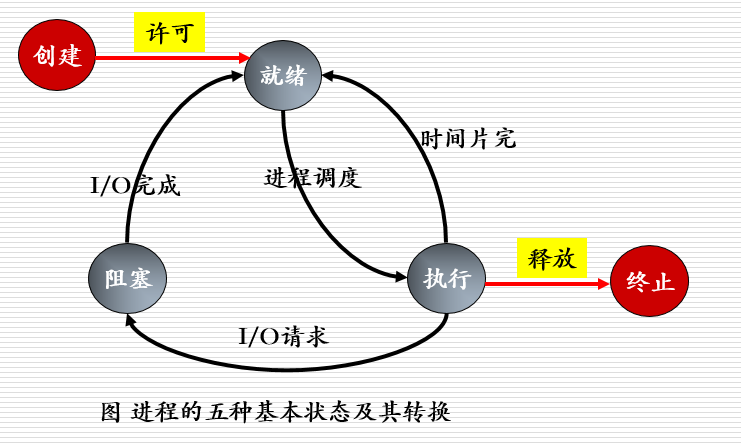 许可
创建
就绪
时间片完
I/O完成
进程调度
释放
阻塞
执行
终止
I/O请求
图 进程的五种基本状态及其转换